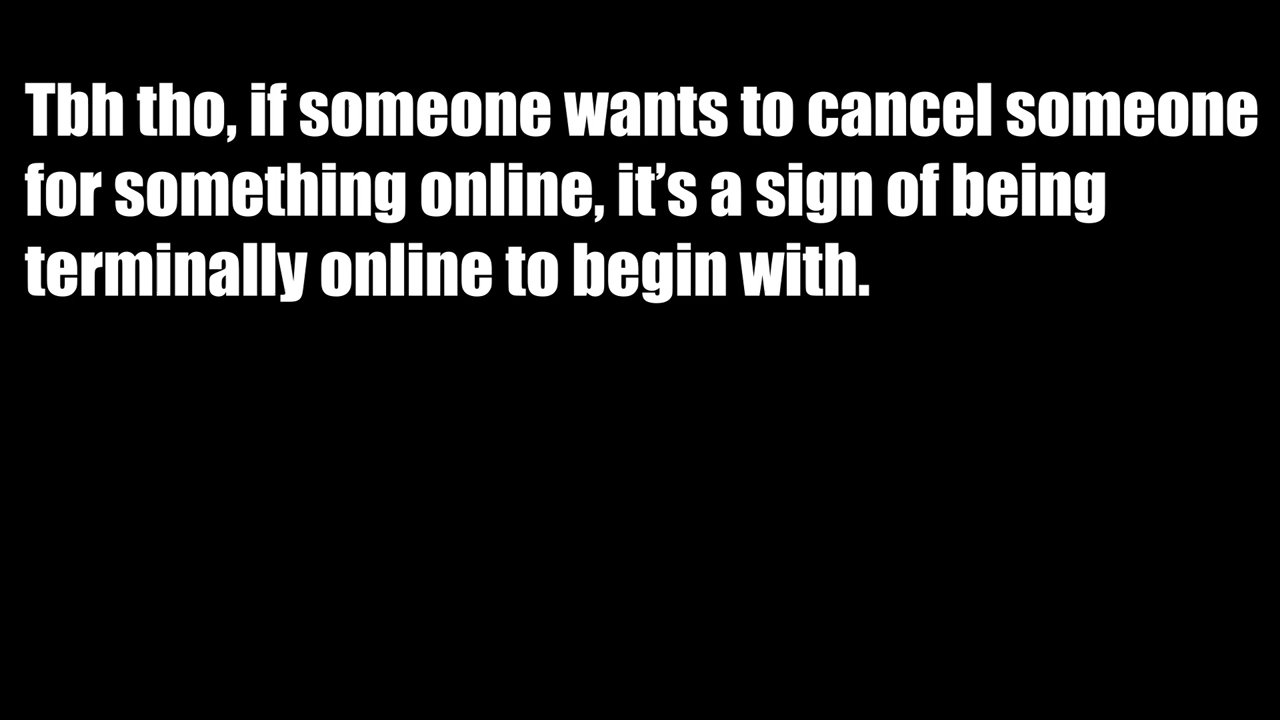 Tbh tho, if someone wants to cancel someone
for something online, it’s a sign of being
terminally online to begin with.